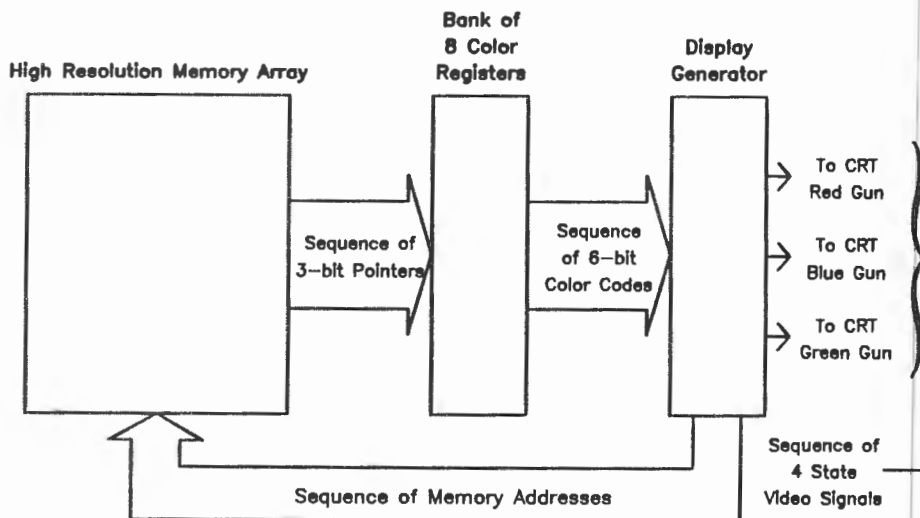 Bank of
8 Color
Registers
Display
Generator
High Resolution Memory Array
Sequence of
3-bit Pointers
Sequence
of 6-bit
Color Codes
To CRT
Red Gun
To CRT
Blue Gun
To CRT
Green Gun
Sequence of
4 State
Video Signals
Sequence of Memory Addresses